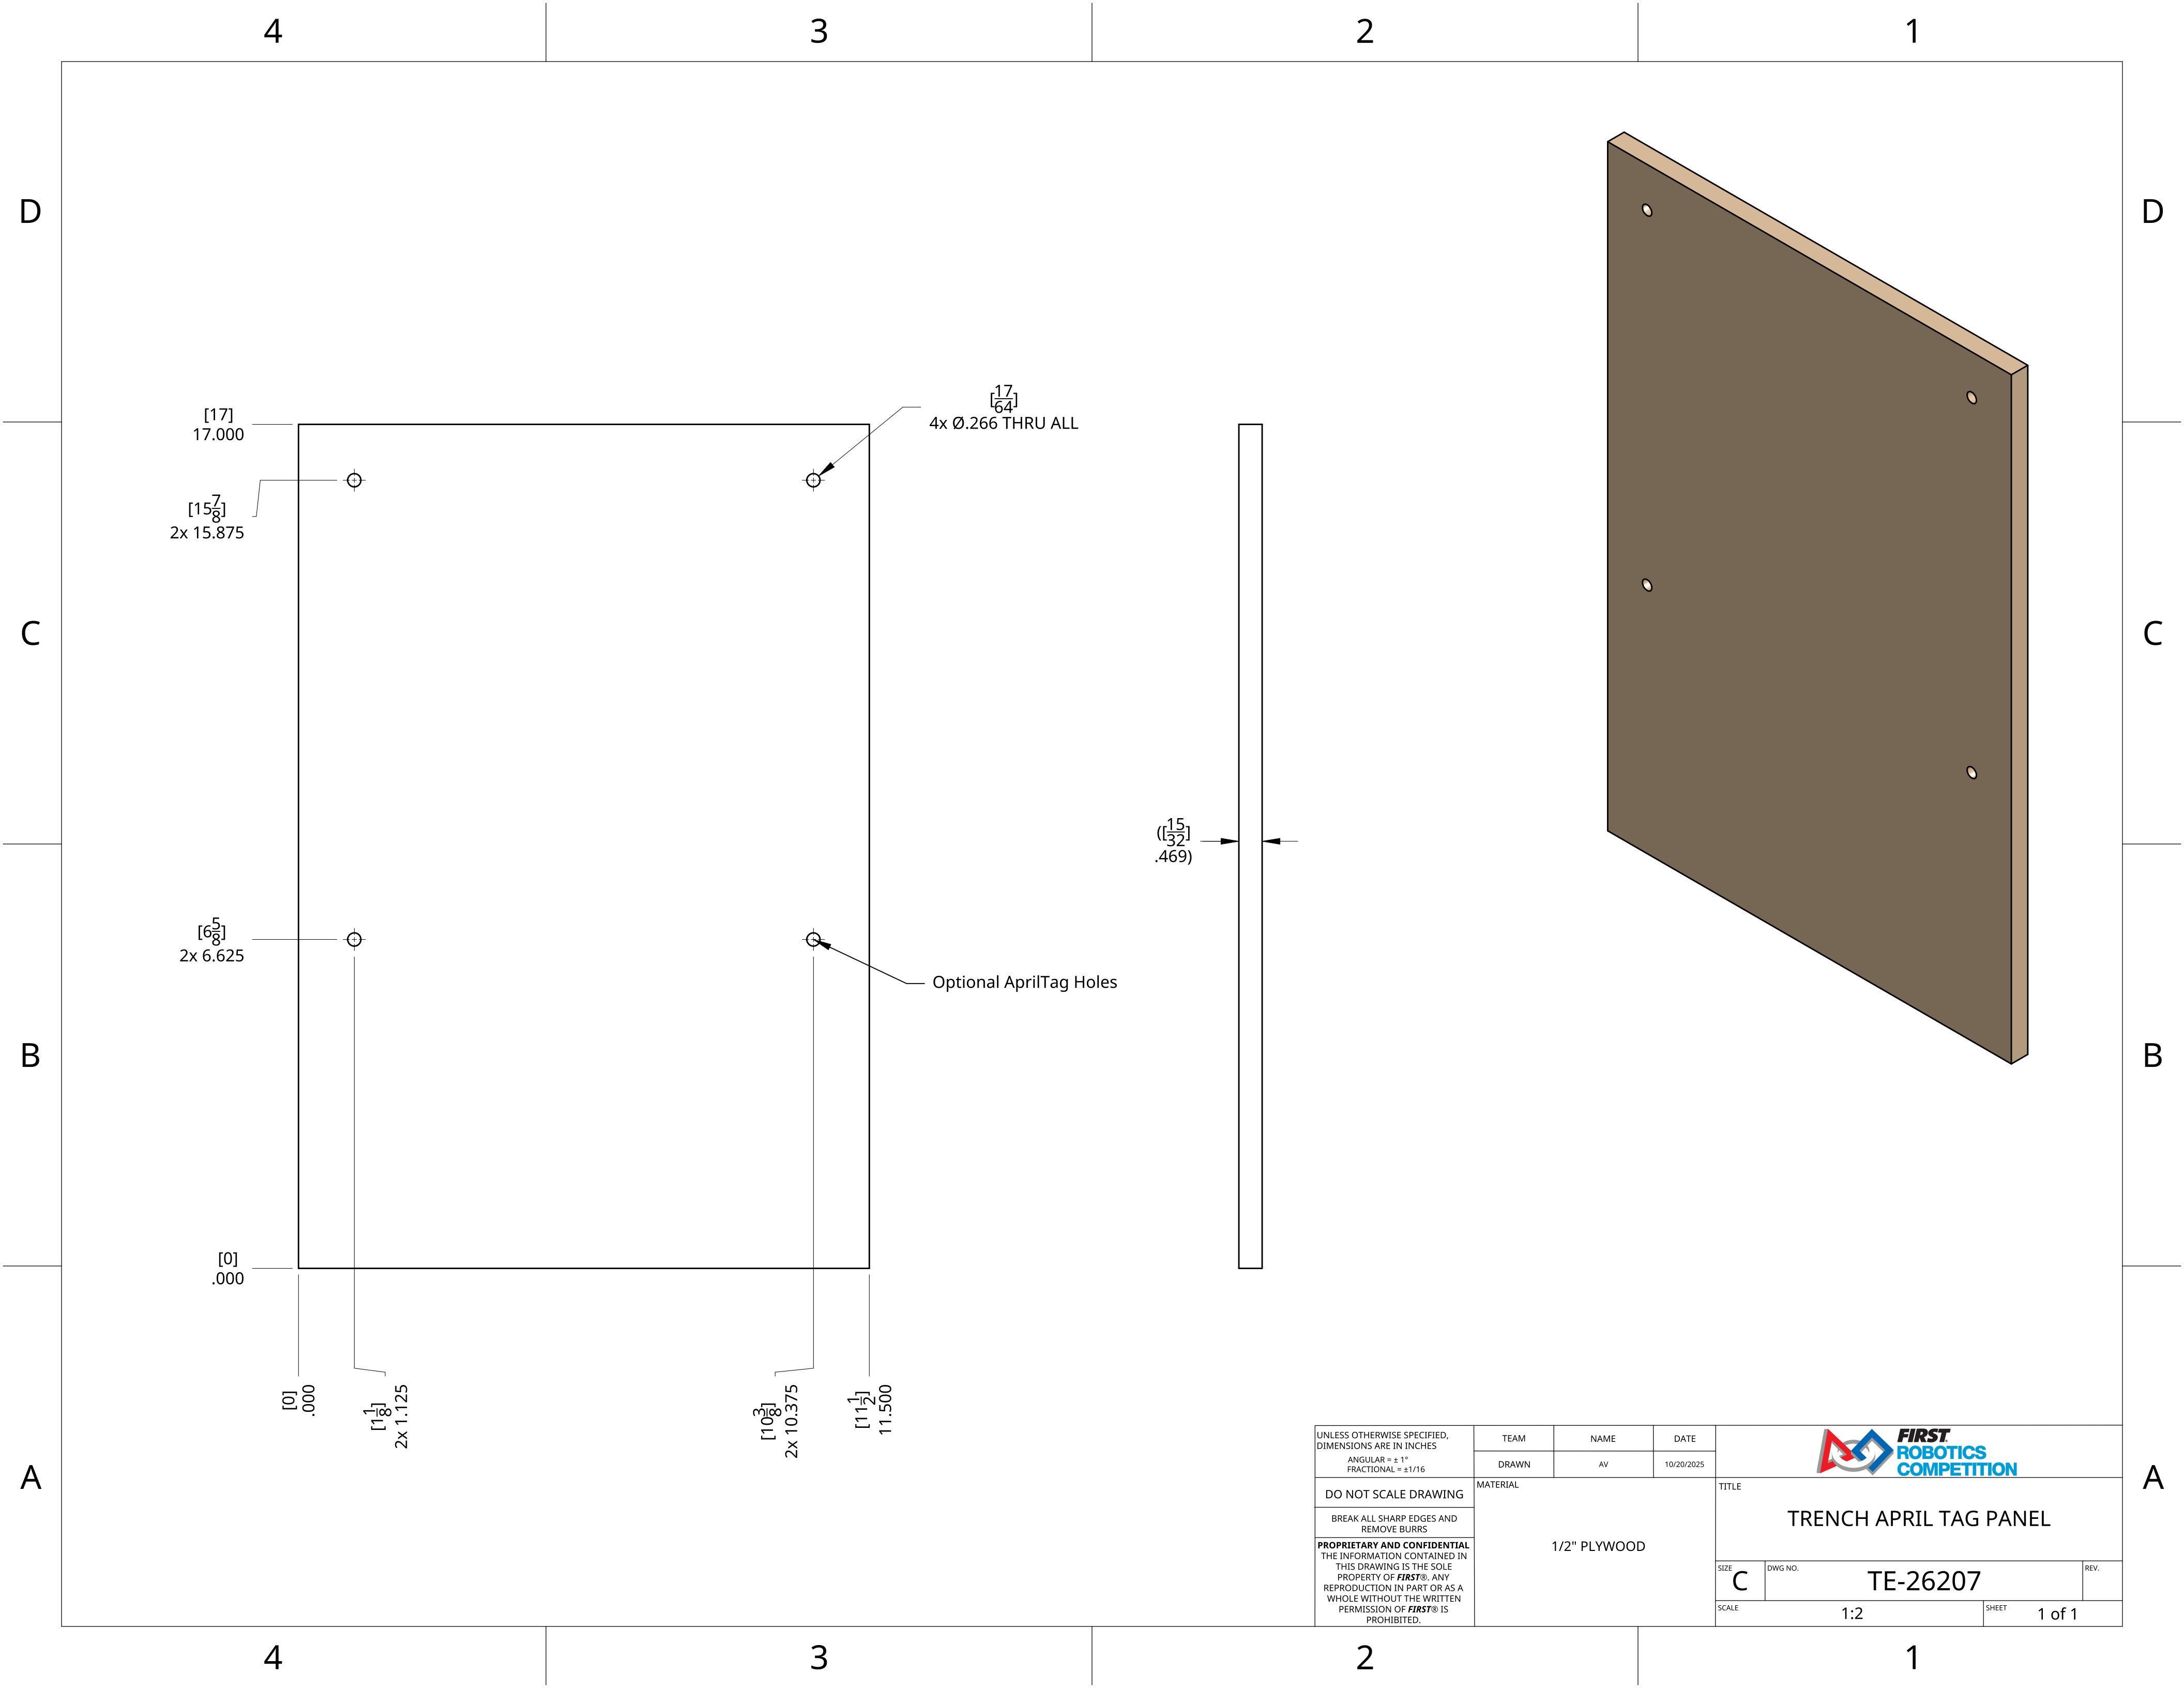 4 3 2 1
D D
[17]
17.000
[15 7/8]
2x 15.875
[17/64]
4x Ø.266 THRU ALL
C C
([15/32]
.469)
[6 5/8]
2x 6.625
Optional AprilTag Holes
B B
[0]
.000
[0]
.000
[1 1/8]
2x 1.125
[10 3/8]
2x 10.375
[11 1/2]
11.500
A A
UNLESS OTHERWISE SPECIFIED,
DIMENSIONS ARE IN INCHES
ANGULAR = ± 1°
FRACTIONAL = ±1/16
DO NOT SCALE DRAWING
BREAK ALL SHARP EDGES AND
REMOVE BURRS
PROPRIETARY AND CONFIDENTIAL
THE INFORMATION CONTAINED IN
THIS DRAWING IS THE SOLE
PROPERTY OF FIRST®. ANY
REPRODUCTION IN PART OR AS A
WHOLE WITHOUT THE WRITTEN
PERMISSION OF FIRST® IS
PROHIBITED.
TEAM NAME DATE
DRAWN AV 10/20/2025
MATERIAL
1/2" PLYWOOD
FIRST
ROBOTICS
COMPETITION
TITLE
TRENCH APRIL TAG PANEL
SIZE
C
DWG NO.
TE-26207
REV.
SCALE
1:2
SHEET
1 of 1
4 3 2 1